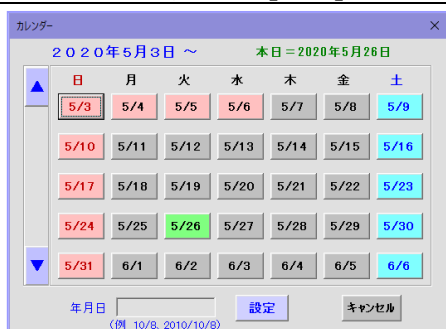 カレンダー ×
2020年5月3日 ～ 本日＝2020年5月26日
日 月 火 水 木 金 土
5/3 5/4 5/5 5/6 5/7 5/8 5/9
5/10 5/11 5/12 5/13 5/14 5/15 5/16
5/17 5/18 5/19 5/20 5/21 5/22 5/23
5/24 5/25 5/26 5/27 5/28 5/29 5/30
5/31 6/1 6/2 6/3 6/4 6/5 6/6
年月日 設定 キャンセル
(例 10/8, 2010/10/8)